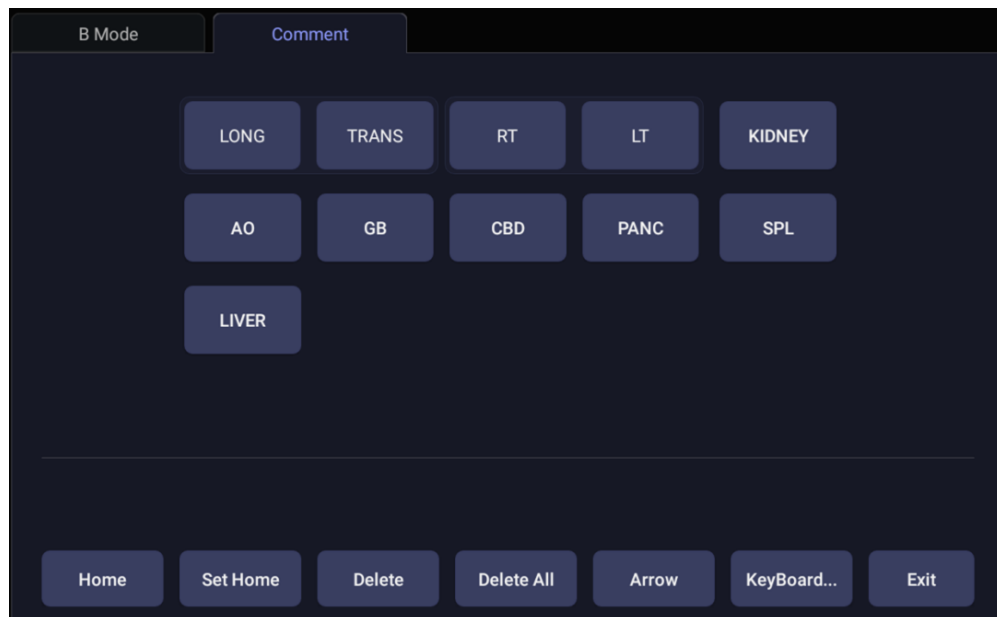 B Mode Comment
LONG TRANS RT LT KIDNEY
AO GB CBD PANC SPL
LIVER
Home Set Home Delete Delete All Arrow KeyBoard... Exit